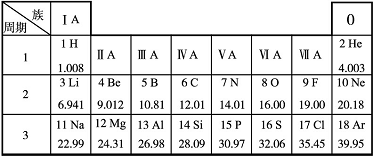 族
周期
ⅠA
0
1
1 H
1.008
ⅡA ⅢA ⅣA ⅤA ⅥA ⅦA
2 He
4.003
2
3 Li 4 Be 5 B 6 C 7 N 8 O 9 F 10 Ne
6.941 9.012 10.81 12.01 14.01 16.00 19.00 20.18
3
11 Na 12 Mg 13 Al 14 Si 15 P 16 S 17 Cl 18 Ar
22.99 24.31 26.98 28.09 30.97 32.06 35.45 39.95